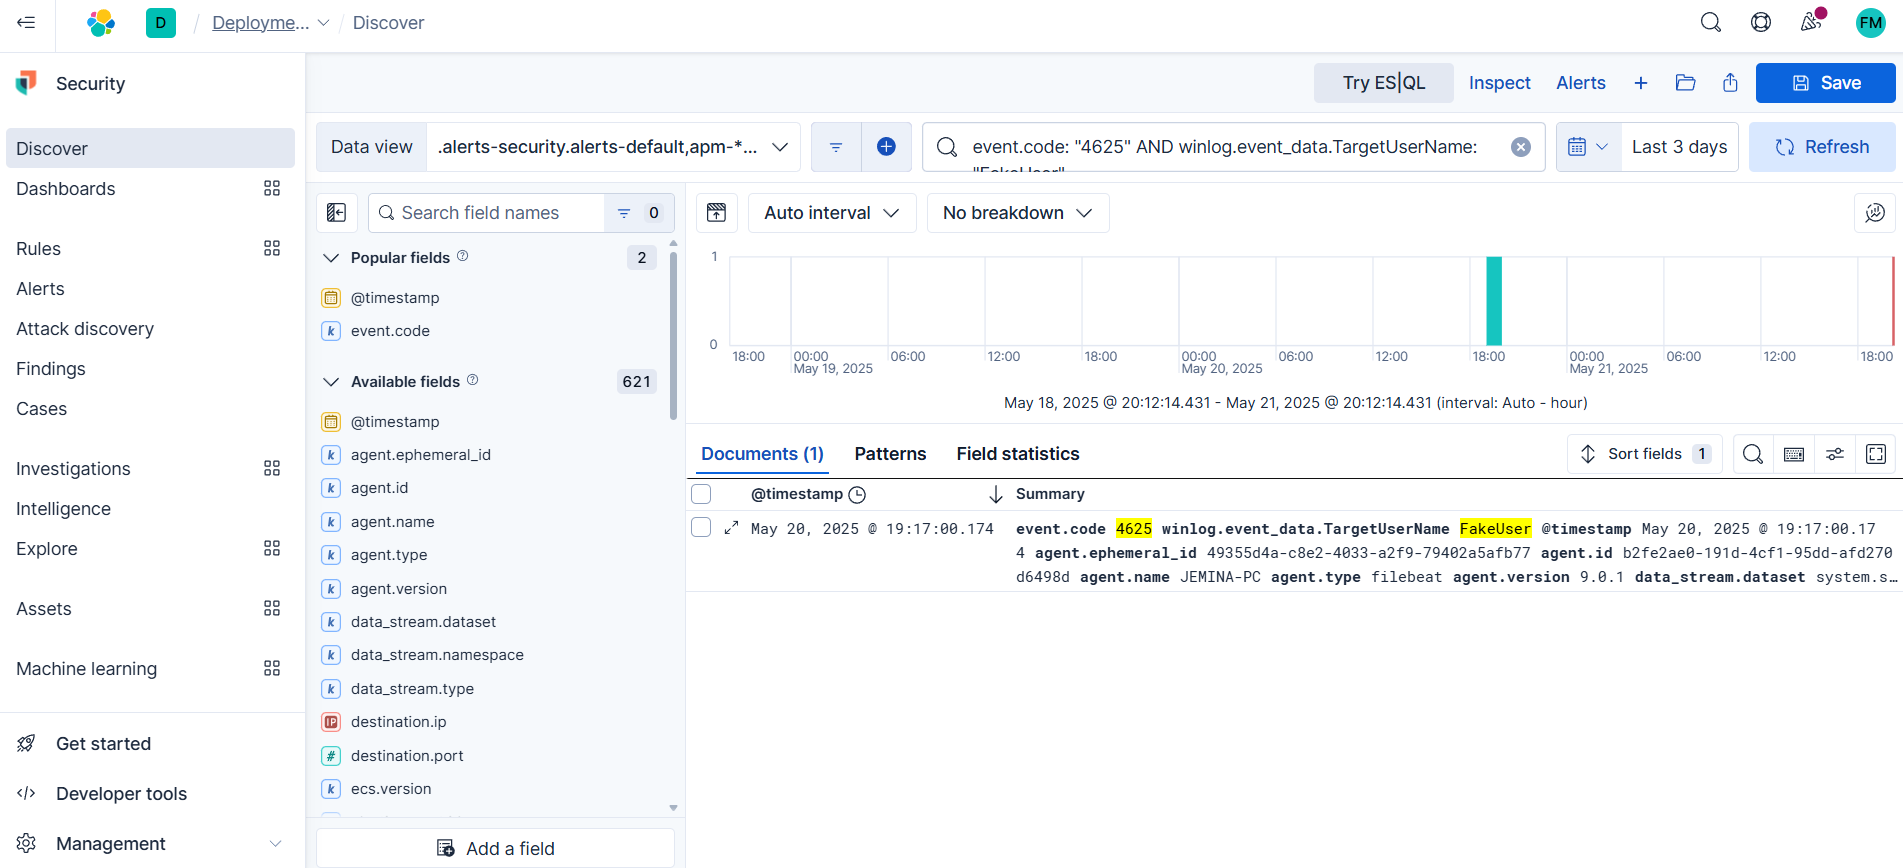 D / Deployme... / Discover
FM
Security
Try ES|QL Inspect Alerts + Save
Discover
Dashboards
Rules
Alerts
Attack discovery
Findings
Cases
Investigations
Intelligence
Explore
Assets
Machine learning
Get started
Developer tools
Management
Data view .alerts-security.alerts-default,apm-*...
event.code: "4625" AND winlog.event_data.TargetUserName:
"FakeUser"
Last 3 days
Refresh
Search field names 0
Popular fields 2
@timestamp
event.code
Available fields 621
@timestamp
agent.ephemeral_id
agent.id
agent.name
agent.type
agent.version
data_stream.dataset
data_stream.namespace
data_stream.type
destination.ip
destination.port
ecs.version
Add a field
Auto interval No breakdown
1
0
18:00 00:00 06:00 12:00 18:00 00:00 06:00 12:00 18:00 00:00 06:00 12:00 18:00
May 19, 2025 May 20, 2025 May 21, 2025
May 18, 2025 @ 20:12:14.431 - May 21, 2025 @ 20:12:14.431 (interval: Auto - hour)
Documents (1) Patterns Field statistics Sort fields 1
@timestamp Summary
May 20, 2025 @ 19:17:00.174 event.code 4625 winlog.event_data.TargetUserName FakeUser @timestamp May 20, 2025 @ 19:17:00.17
4 agent.ephemeral_id 49355d4a-c8e2-4033-a2f9-79402a5afb77 agent.id b2fe2ae0-191d-4cf1-95dd-afd270
d6498d agent.name JEMINA-PC agent.type filebeat agent.version 9.0.1 data_stream.dataset system.s…